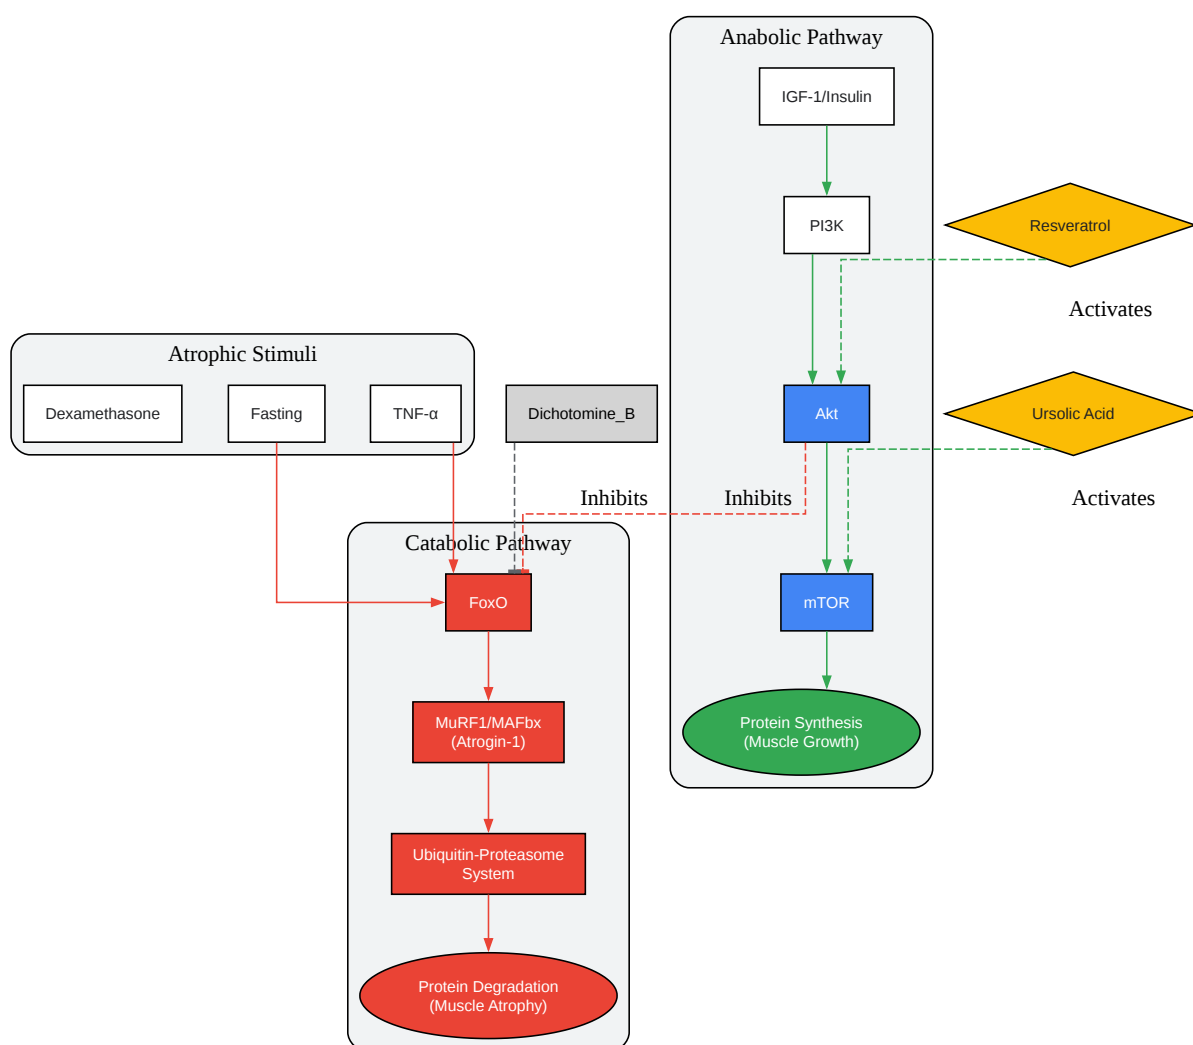 Anabolic Pathway
IGF-1/Insulin
PI3K
Resveratrol
Activates
Atrophic Stimuli
Dexamethasone
Fasting
TNF-α
Dichotomine_B
Akt
Ursolic Acid
Inhibits
Inhibits
Activates
Catabolic Pathway
FoxO
mTOR
MuRF1/MAFbx
(Atrogin-1)
Protein Synthesis
(Muscle Growth)
Ubiquitin-Proteasome
System
Protein Degradation
(Muscle Atrophy)